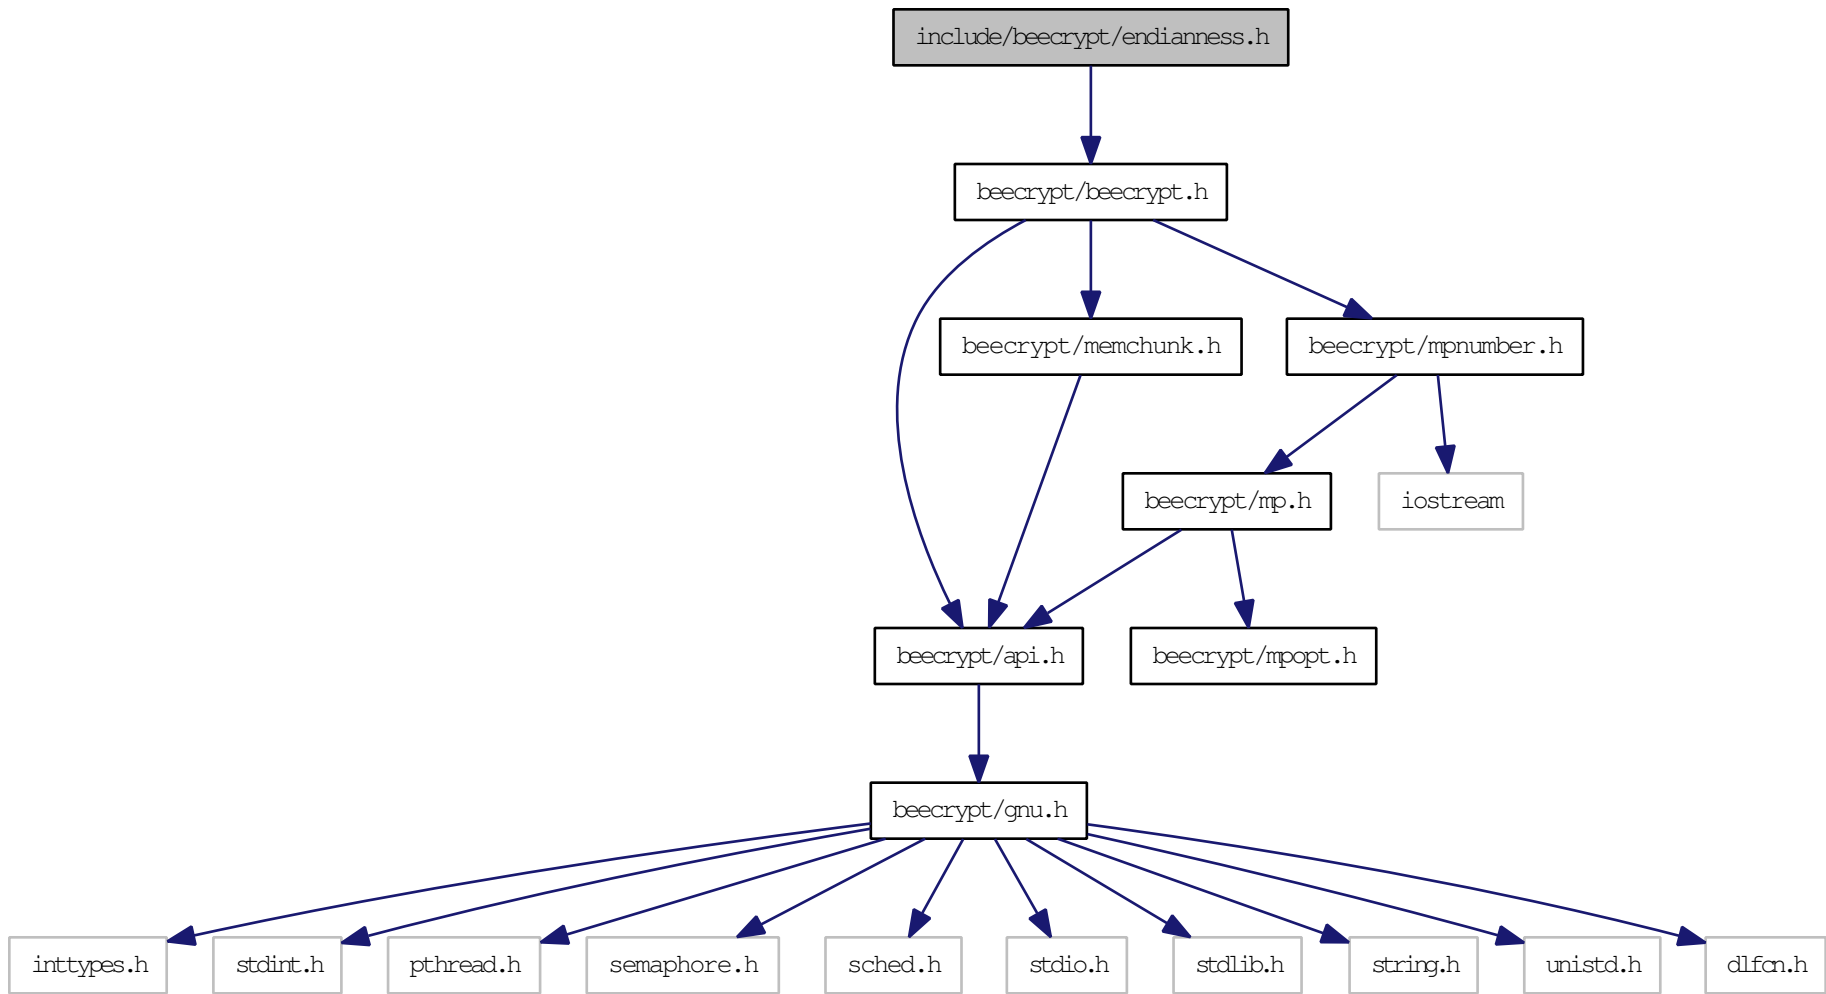 include/beecrypt/endianness.h
beecrypt/beecrypt.h
beecrypt/memchunk.h
beecrypt/mpnumber.h
beecrypt/mp.h
iostream
beecrypt/api.h
beecrypt/mpopt.h
beecrypt/gnu.h
inttypes.h
stdint.h
pthread.h
semaphore.h
sched.h
stdio.h
stdlib.h
string.h
unistd.h
dlfcn.h